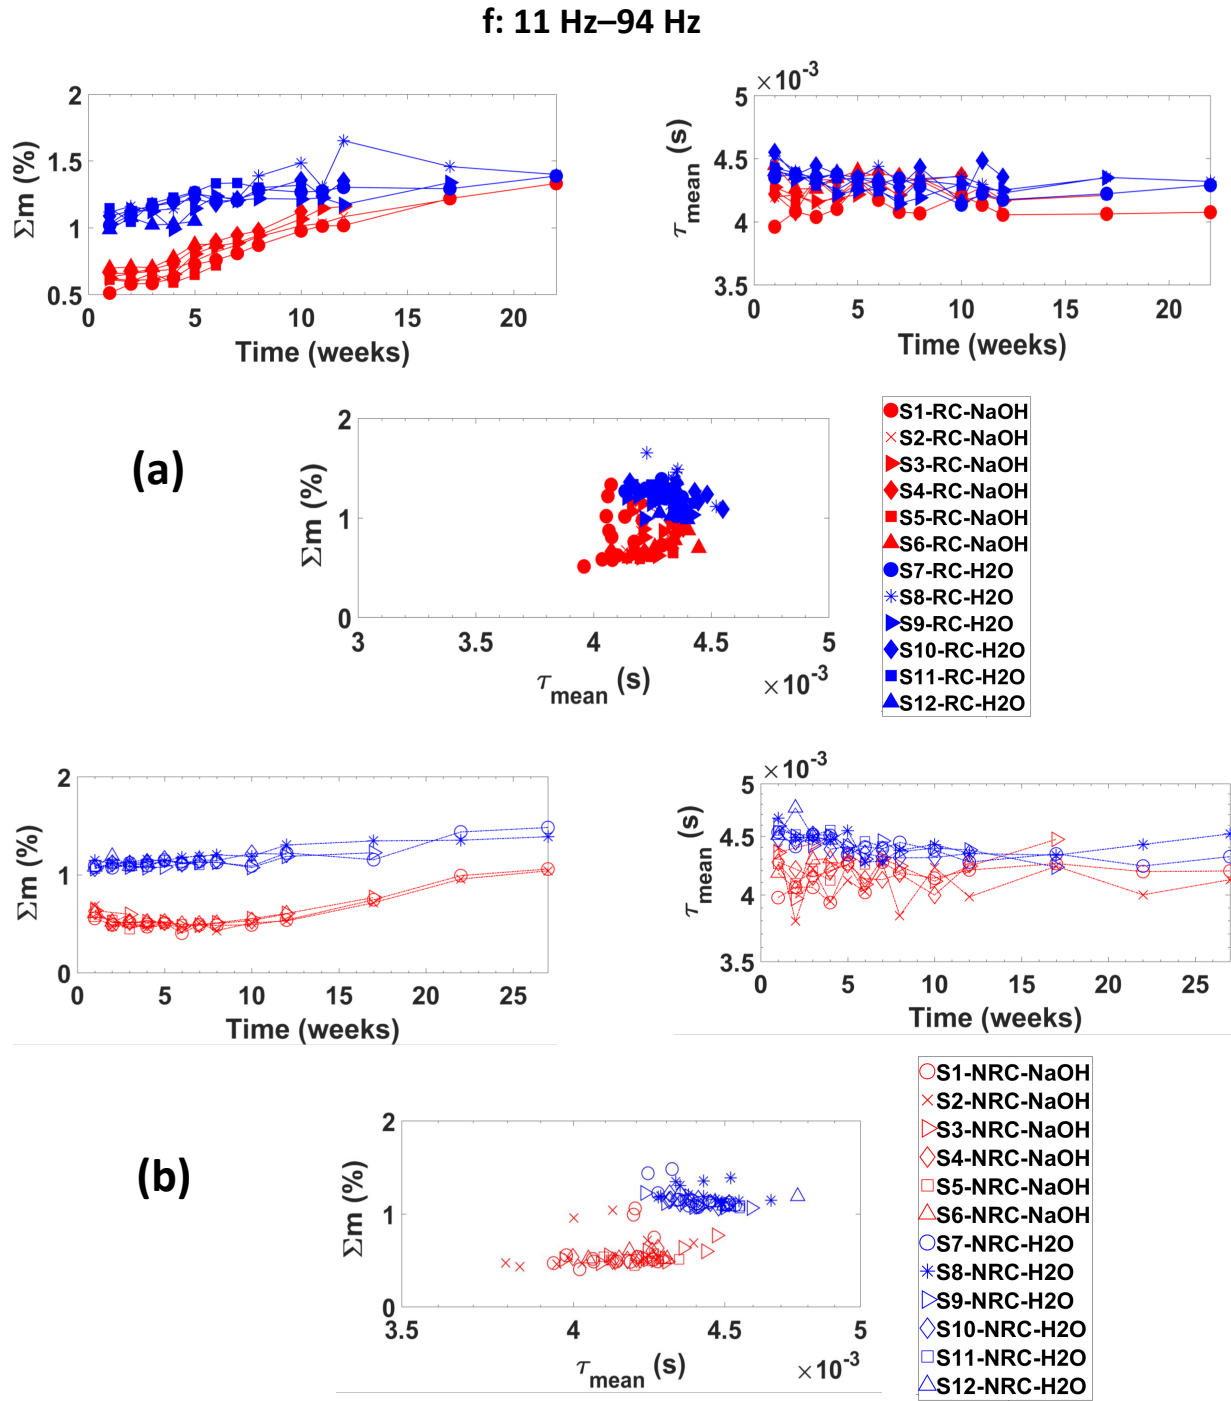 f: 11 Hz–94 Hz
2
1.5
1
0.5
Σm (%)
0 5 10 15 20
Time (weeks)
×10-3
5
4.5
4
3.5
τmean (s)
0 5 10 15 20
Time (weeks)
(a)
2
1
0
Σm (%)
3 3.5 4 4.5 5
τmean (s)
×10-3
S1-RC-NaOH
S2-RC-NaOH
S3-RC-NaOH
S4-RC-NaOH
S5-RC-NaOH
S6-RC-NaOH
S7-RC-H2O
S8-RC-H2O
S9-RC-H2O
S10-RC-H2O
S11-RC-H2O
S12-RC-H2O
2
1
0
Σm (%)
0 5 10 15 20 25
Time (weeks)
×10-3
5
4.5
4
3.5
τmean (s)
0 5 10 15 20 25
Time (weeks)
(b)
2
1
0
Σm (%)
3.5 4 4.5 5
τmean (s)
×10-3
S1-NRC-NaOH
S2-NRC-NaOH
S3-NRC-NaOH
S4-NRC-NaOH
S5-NRC-NaOH
S6-NRC-NaOH
S7-NRC-H2O
S8-NRC-H2O
S9-NRC-H2O
S10-NRC-H2O
S11-NRC-H2O
S12-NRC-H2O